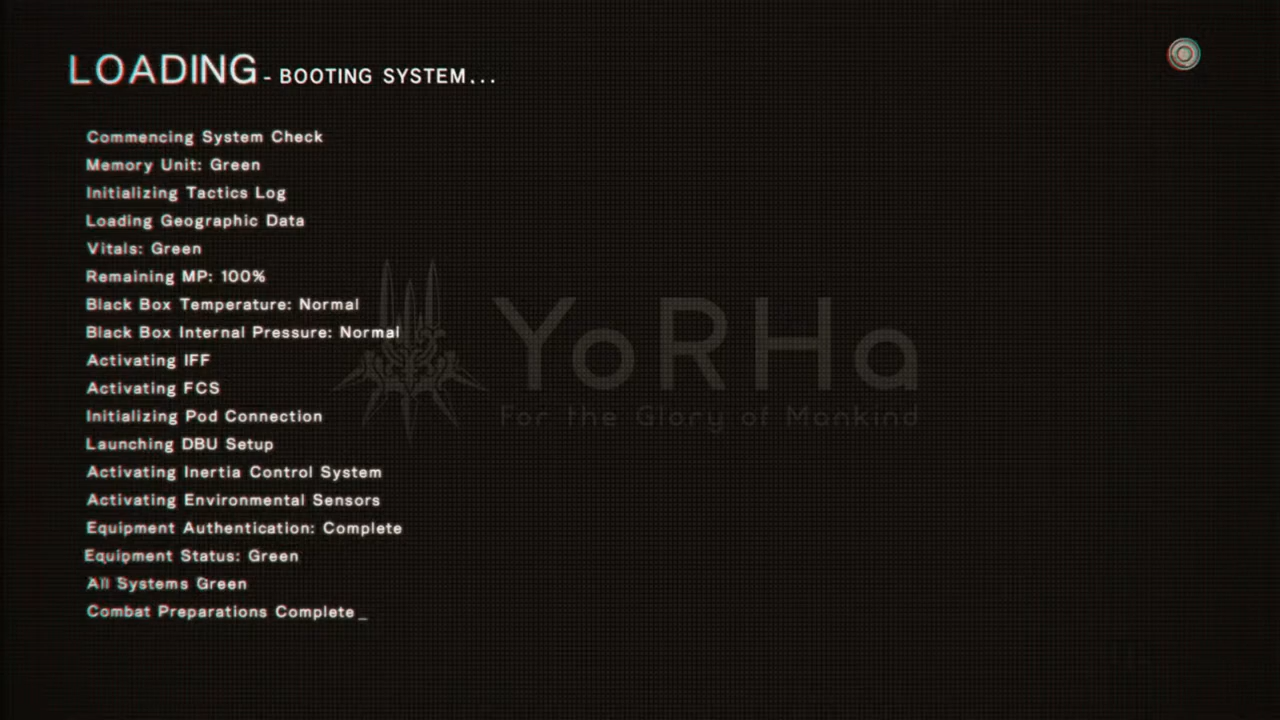 LOADING - BOOTING SYSTEM...
Commencing System Check
Memory Unit: Green
Initializing Tactics Log
Loading Geographic Data
Vitals: Green
Remaining MP: 100%
Black Box Temperature: Normal
Black Box Internal Pressure: Normal
Activating IFF
Activating FCS
Initializing Pod Connection
Launching DBU Setup
Activating Inertia Control System
Activating Environmental Sensors
Equipment Authentication: Complete
Equipment Status: Green
All Systems Green
Combat Preparations Complete_
YoRHa
For the Glory of Mankind